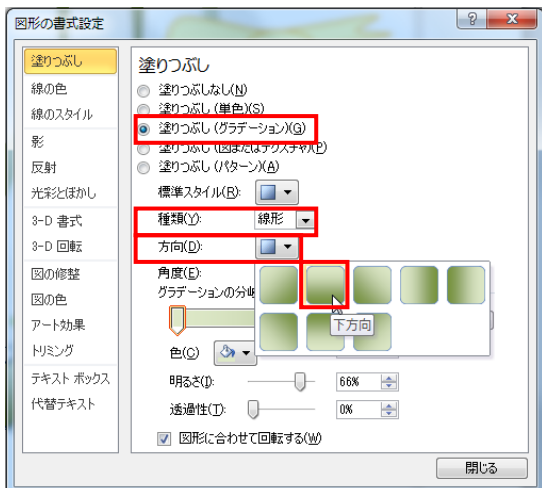 図形の書式設定
塗りつぶし
線の色
線のスタイル
影
反射
光彩とぼかし
3-D 書式
3-D 回転
図の修整
図の色
アート効果
トリミング
テキスト ボックス
代替テキスト
塗りつぶし
塗りつぶしなし(N)
塗りつぶし (単色)(S)
塗りつぶし (グラデーション)(G)
塗りつぶし (図またはテクスチャ)(P)
塗りつぶし (パターン)(A)
標準スタイル(R):
種類(Y): 線形
方向(D):
角度(E):
グラデーションの分岐
下方向
色(C)
明るさ(I): 66%
透過性(T): 0%
図形に合わせて回転する(W)
閉じる